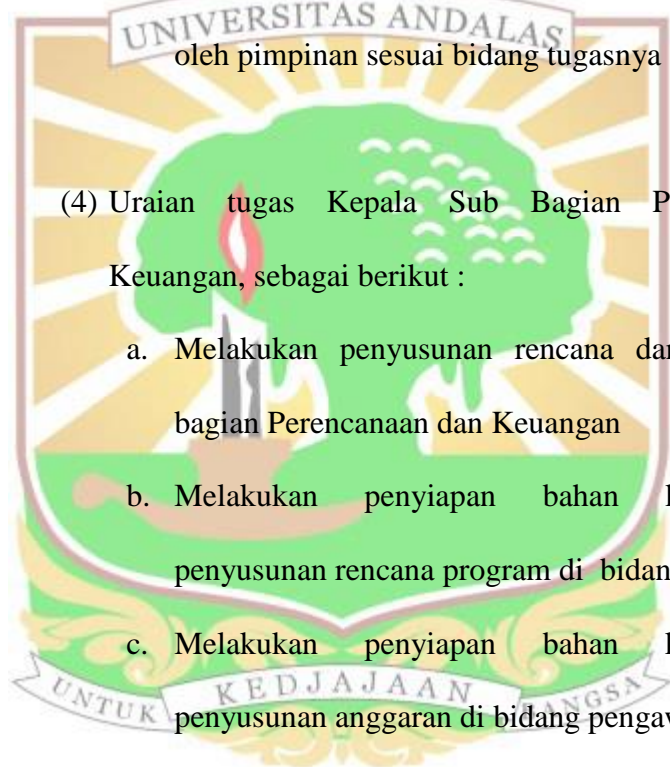 UNIVERSITAS ANDALAS
oleh pimpinan sesuai bidang tugasnya
(4) Uraian tugas Kepala Sub Bagian P
Keuangan, sebagai berikut :
a. Melakukan penyusunan rencana dan
bagian Perencanaan dan Keuangan
b. Melakukan penyiapan bahan
penyusunan rencana program di bidan
c. Melakukan penyiapan bahan
penyusunan anggaran di bidang pengaw
UNTUK KEDJAJAAN BANGSA